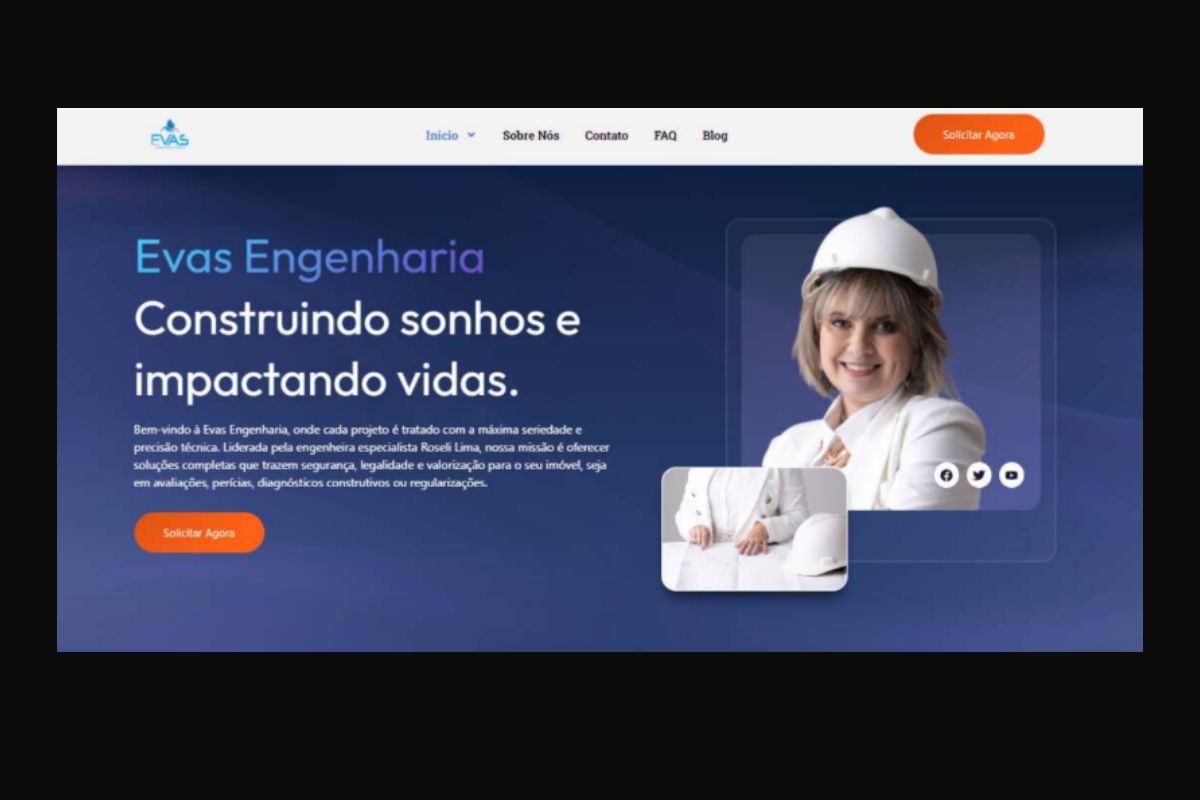 EVAS
Início
Sobre Nós
Contato
FAQ
Blog
Solicitar Agora
Evas Engenharia
Construindo sonhos e
impactando vidas.
Bem-vindo à Evas Engenharia, onde cada projeto é tratado com a máxima seriedade e
precisão técnica. Liderada pela engenheira especialista Roseli Lima, nossa missão é oferecer
soluções completas que trazem segurança, legalidade e valorização para o seu imóvel, seja
em avaliações, perícias, diagnósticos construtivos ou regularizações.
Solicitar Agora